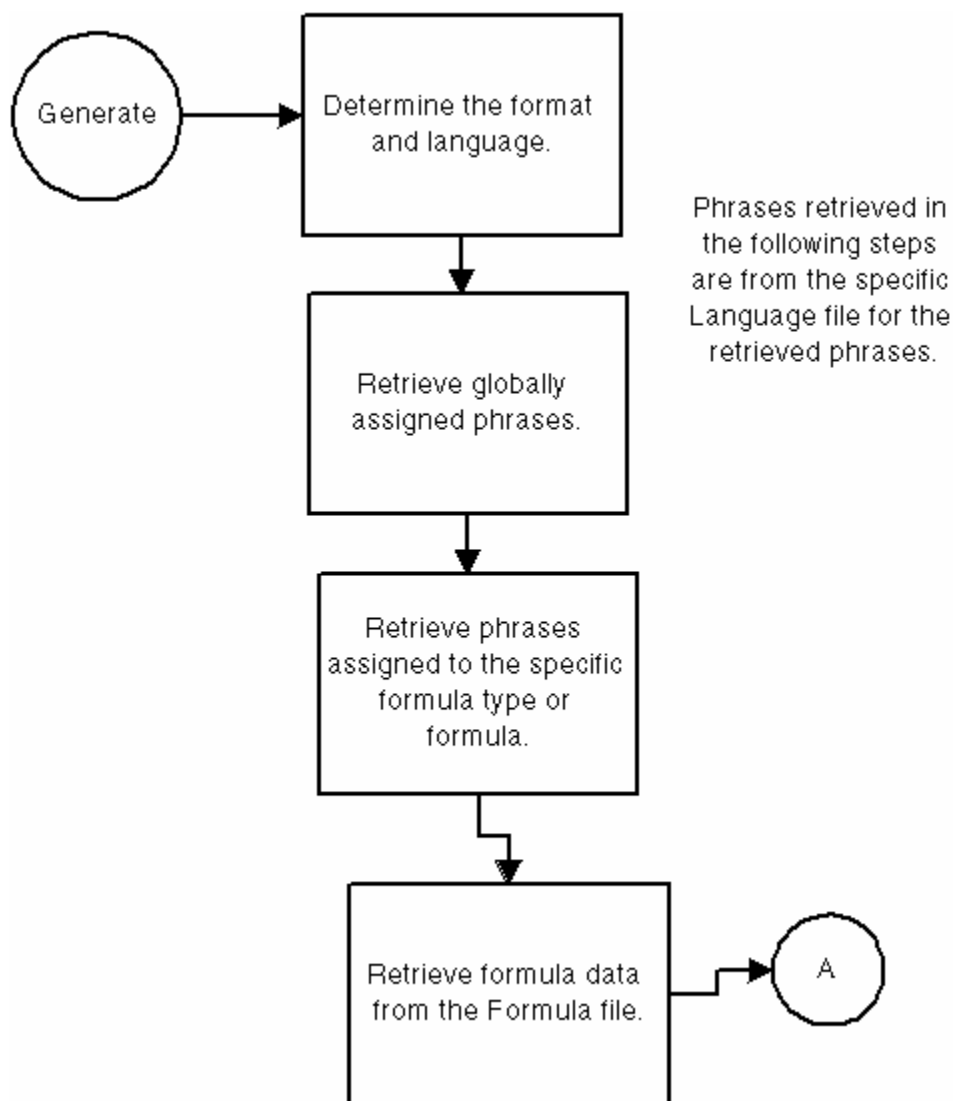 Generate
Determine the format
and language.
Phrases retrieved in
the following steps
are from the specific
Language file for the
retrieved phrases.
Retrieve globally
assigned phrases.
Retrieve phrases
assigned to the specific
formula type or
formula.
Retrieve formula data
from the Formula file.
A